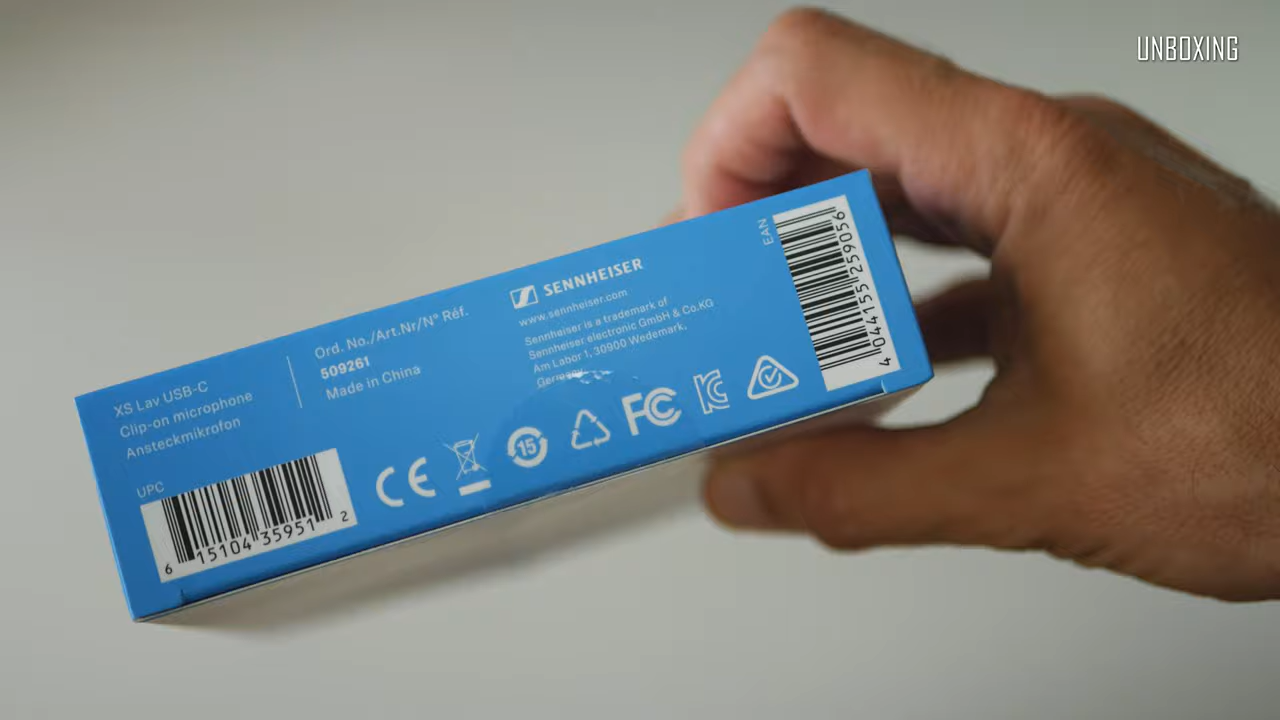 UNBOXING
XS Lav USB-C
Clip-on microphone
Ansteckmikrofon
Ord. No./Art.Nr/N° Réf.
509261
Made in China
SENNHEISER
www.sennheiser.com
Sennheiser is a trademark of
Sennheiser electronic GmbH & Co.KG
Am Labor 1, 30900 Wedemark,
Germany
EAN
4 044155 259056
UPC
6 15104 35951 2
CE
15
FC